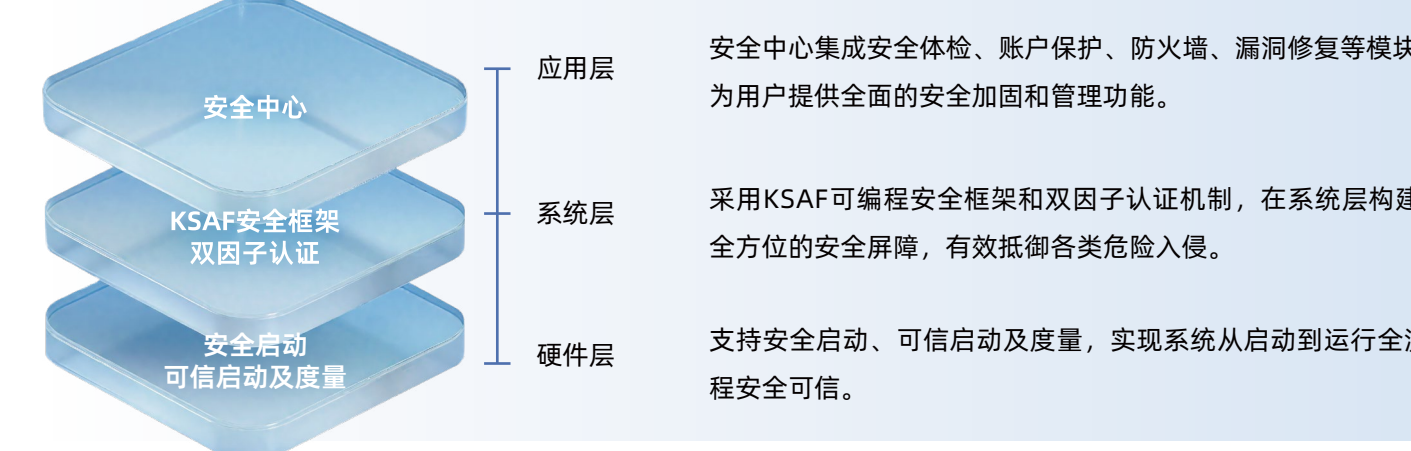 安全中心
应用层
安全中心集成安全体检、账户保护、防火墙、漏洞修复等模块
为用户提供全面的安全加固和管理功能。
KSAF安全框架
双因子认证
系统层
采用KSAF可编程安全框架和双因子认证机制，在系统层构建
全方位的安全屏障，有效抵御各类危险入侵。
安全启动
可信启动及度量
硬件层
支持安全启动、可信启动及度量，实现系统从启动到运行全流
程安全可信。